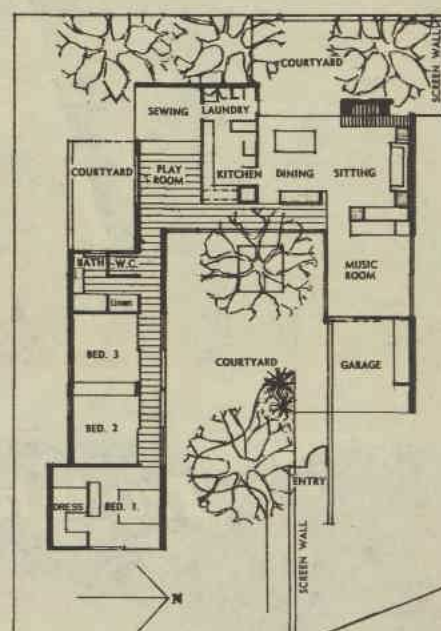 COURTYARD
SCREEN WALL
SEWING
LAUNDRY
COURTYARD
PLAY
ROOM
KITCHEN
DINING
SITTING
BATH
W.C.
Linen
MUSIC
ROOM
BED. 3
COURTYARD
GARAGE
BED. 2
DRESS
BED. 1.
ENTRY
SCREEN WALL
N